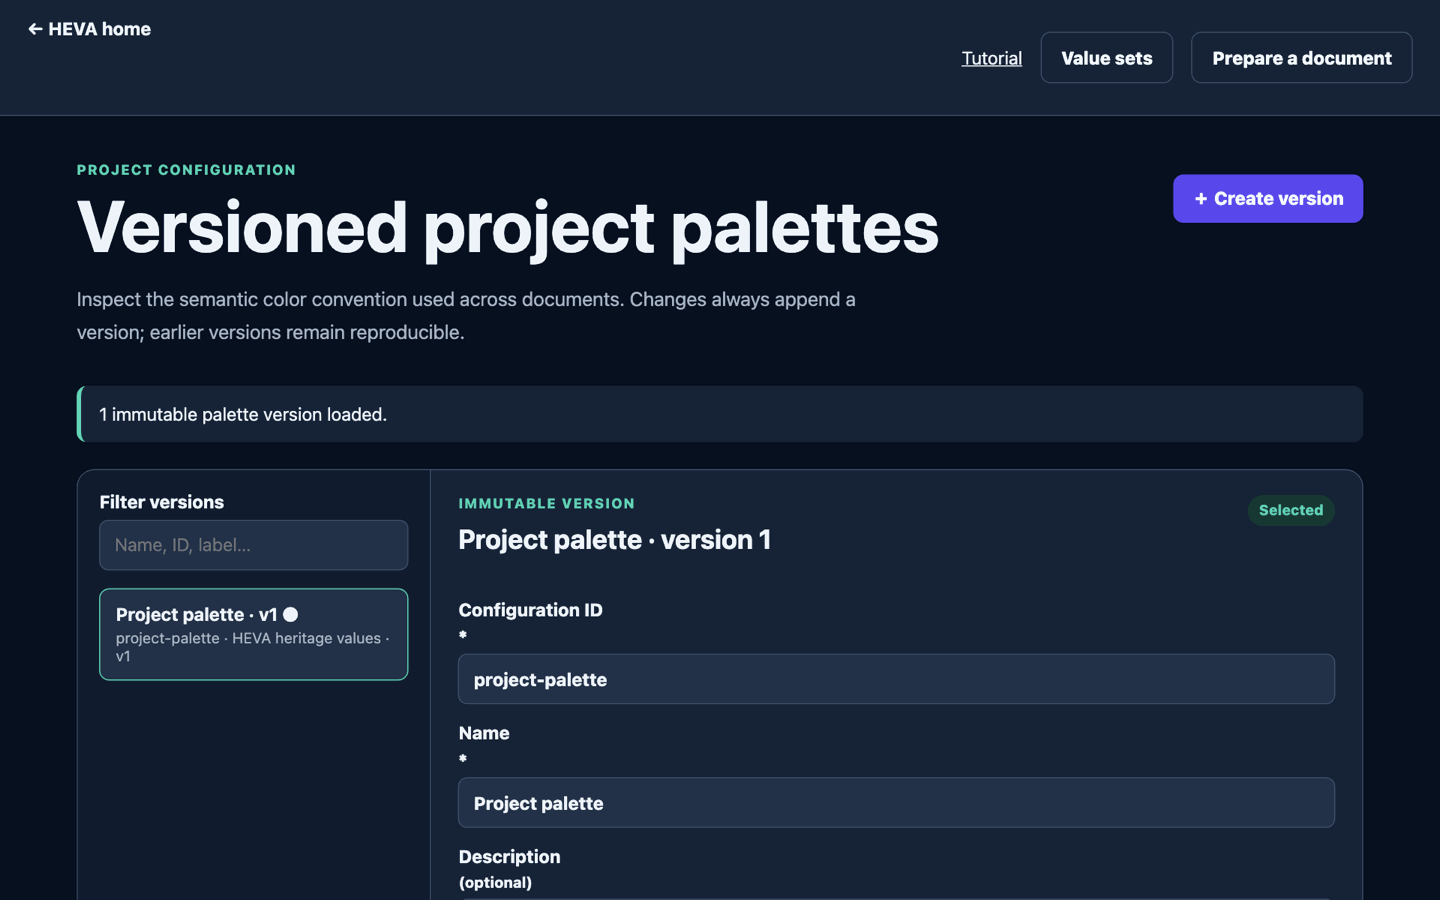 ← HEVA home
Tutorial
Value sets
Prepare a document
PROJECT CONFIGURATION
Versioned project palettes
+ Create version
Inspect the semantic color convention used across documents. Changes always append a
version; earlier versions remain reproducible.
1 immutable palette version loaded.
Filter versions
Name, ID, label...
Project palette · v1 ●
project-palette · HEVA heritage values ·
v1
IMMUTABLE VERSION
Selected
Project palette · version 1
Configuration ID
*
project-palette
Name
*
Project palette
Description
(optional)